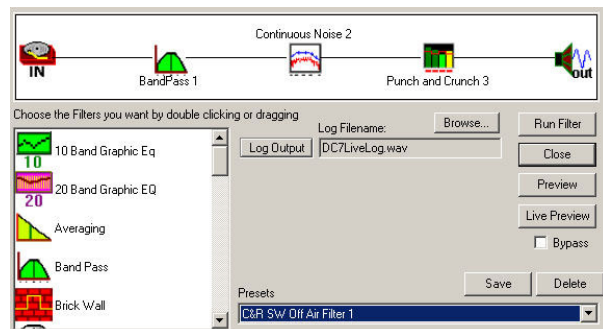 Continuous Noise 2
IN
BandPass 1
Punch and Crunch 3
out
Choose the Filters you want by double clicking or dragging
10
10 Band Graphic Eq
20
20 Band Graphic EQ
Averaging
Band Pass
Brick Wall
Log Output
Log Filename:
DC7LiveLog.wav
Browse...
Run Filter
Close
Preview
Live Preview
Bypass
Save
Delete
Presets
C&R SW Off Air Filter 1